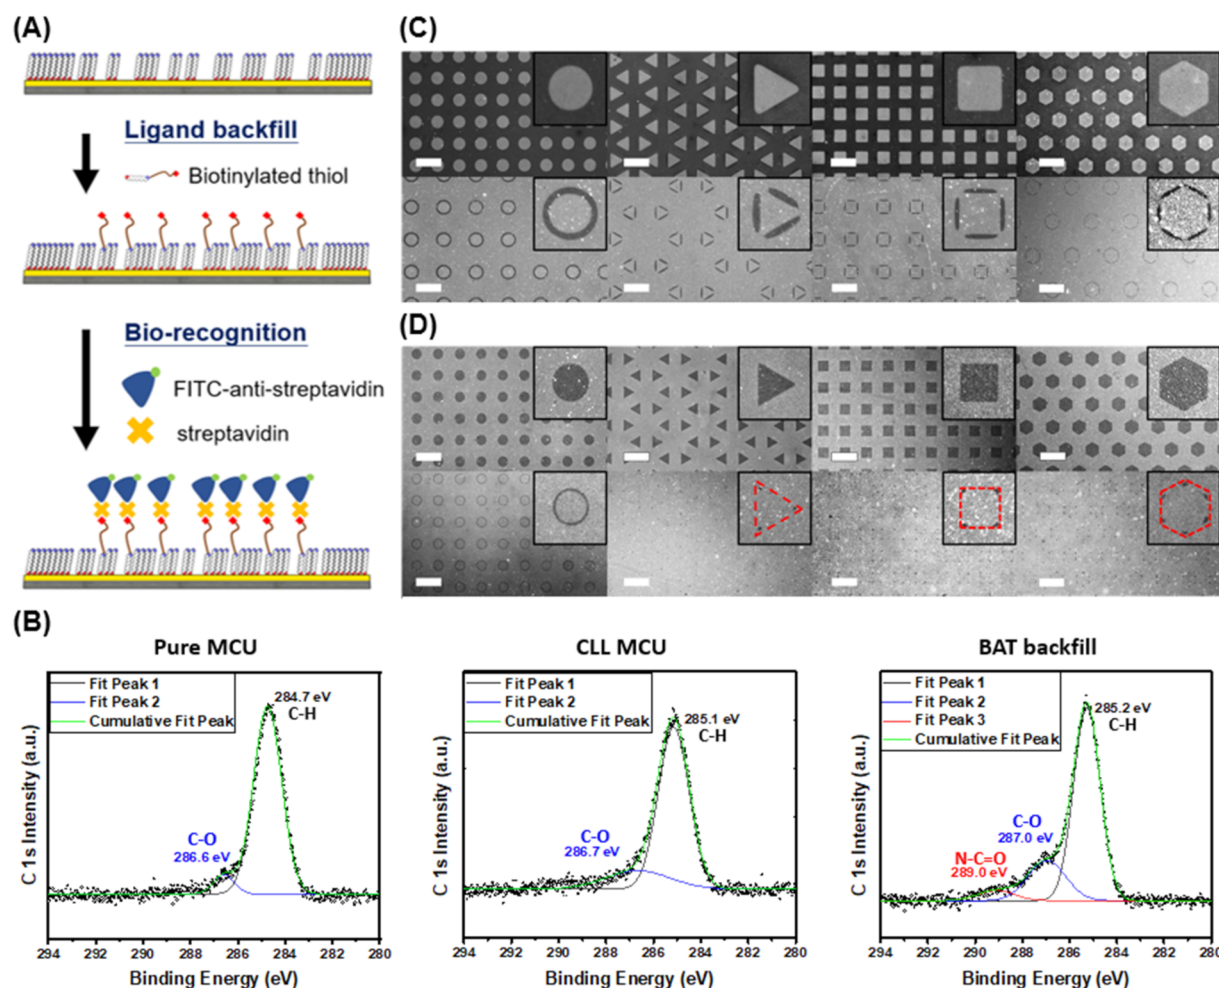 (A)
Ligand backfill
Biotinylated thiol
Bio-recognition
FITC-anti-streptavidin
streptavidin
(C)
(D)
(B)
Pure MCU
Fit Peak 1
Fit Peak 2
Cumulative Fit Peak
284.7 eV
C-H
C-O
286.6 eV
C 1s Intensity (a.u.)
294 292 290 288 286 284 282 280
Binding Energy (eV)
CLL MCU
Fit Peak 1
Fit Peak 2
Cumulative Fit Peak
285.1 eV
C-H
C-O
286.7 eV
C 1s Intensity (a.u.)
294 292 290 288 286 284 282 280
Binding Energy (eV)
BAT backfill
Fit Peak 1
Fit Peak 2
Fit Peak 3
Cumulative Fit Peak
285.2 eV
C-H
C-O
287.0 eV
N-C=O
289.0 eV
C 1s Intensity (a.u.)
294 292 290 288 286 284 282 280
Binding Energy (eV)